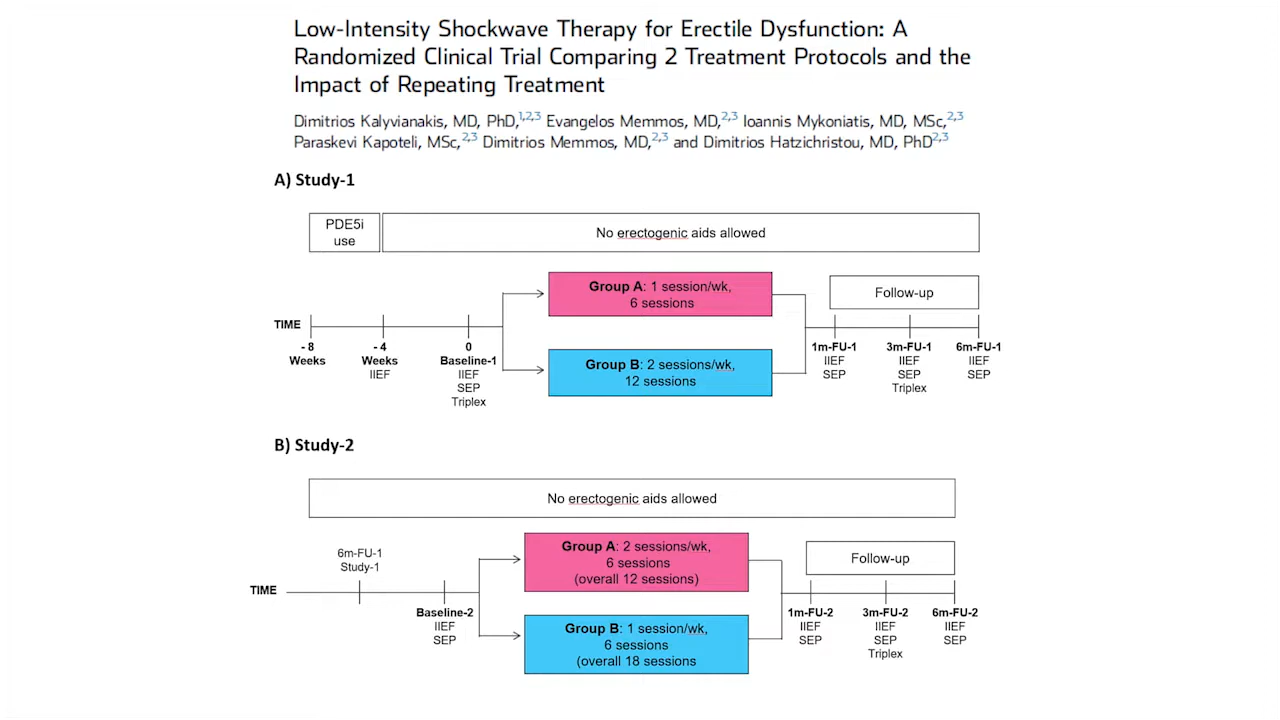 Low-Intensity Shockwave Therapy for Erectile Dysfunction: A
Randomized Clinical Trial Comparing 2 Treatment Protocols and the
Impact of Repeating Treatment
Dimitrios Kalyvianakis, MD, PhD,1,2,3 Evangelos Memmos, MD,2,3 Ioannis Mykoniatis, MD, MSc,2,3
Paraskevi Kapoteli, MSc,2,3 Dimitrios Memmos, MD,2,3 and Dimitrios Hatzichristou, MD, PhD2,3
A) Study-1
PDE5i
use
No erectogenic aids allowed
Group A: 1 session/wk,
6 sessions
Follow-up
TIME
Group B: 2 sessions/wk,
12 sessions
- 8
Weeks
- 4
Weeks
IIEF
0
Baseline-1
IIEF
SEP
Triplex
1m-FU-1
IIEF
SEP
3m-FU-1
IIEF
SEP
Triplex
6m-FU-1
IIEF
SEP
B) Study-2
No erectogenic aids allowed
6m-FU-1
Study-1
Group A: 2 sessions/wk,
6 sessions
(overall 12 sessions)
Follow-up
TIME
Baseline-2
IIEF
SEP
Group B: 1 session/wk,
6 sessions
(overall 18 sessions
1m-FU-2
IIEF
SEP
3m-FU-2
IIEF
SEP
Triplex
6m-FU-2
IIEF
SEP